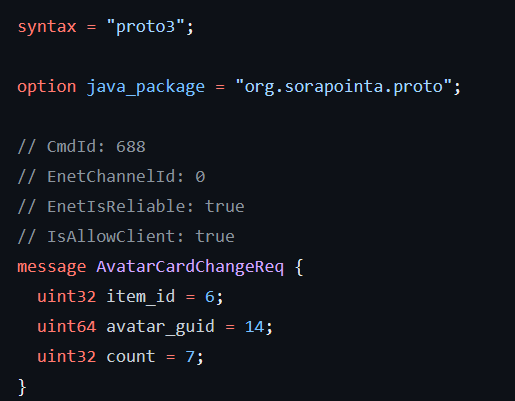 syntax = "proto3";
option java_package = "org.sorapointa.proto";
// CmdId: 688
// EnetChannelId: 0
// EnetIsReliable: true
// IsAllowClient: true
message AvatarCardChangeReq {
  uint32 item_id = 6;
  uint64 avatar_guid = 14;
  uint32 count = 7;
}